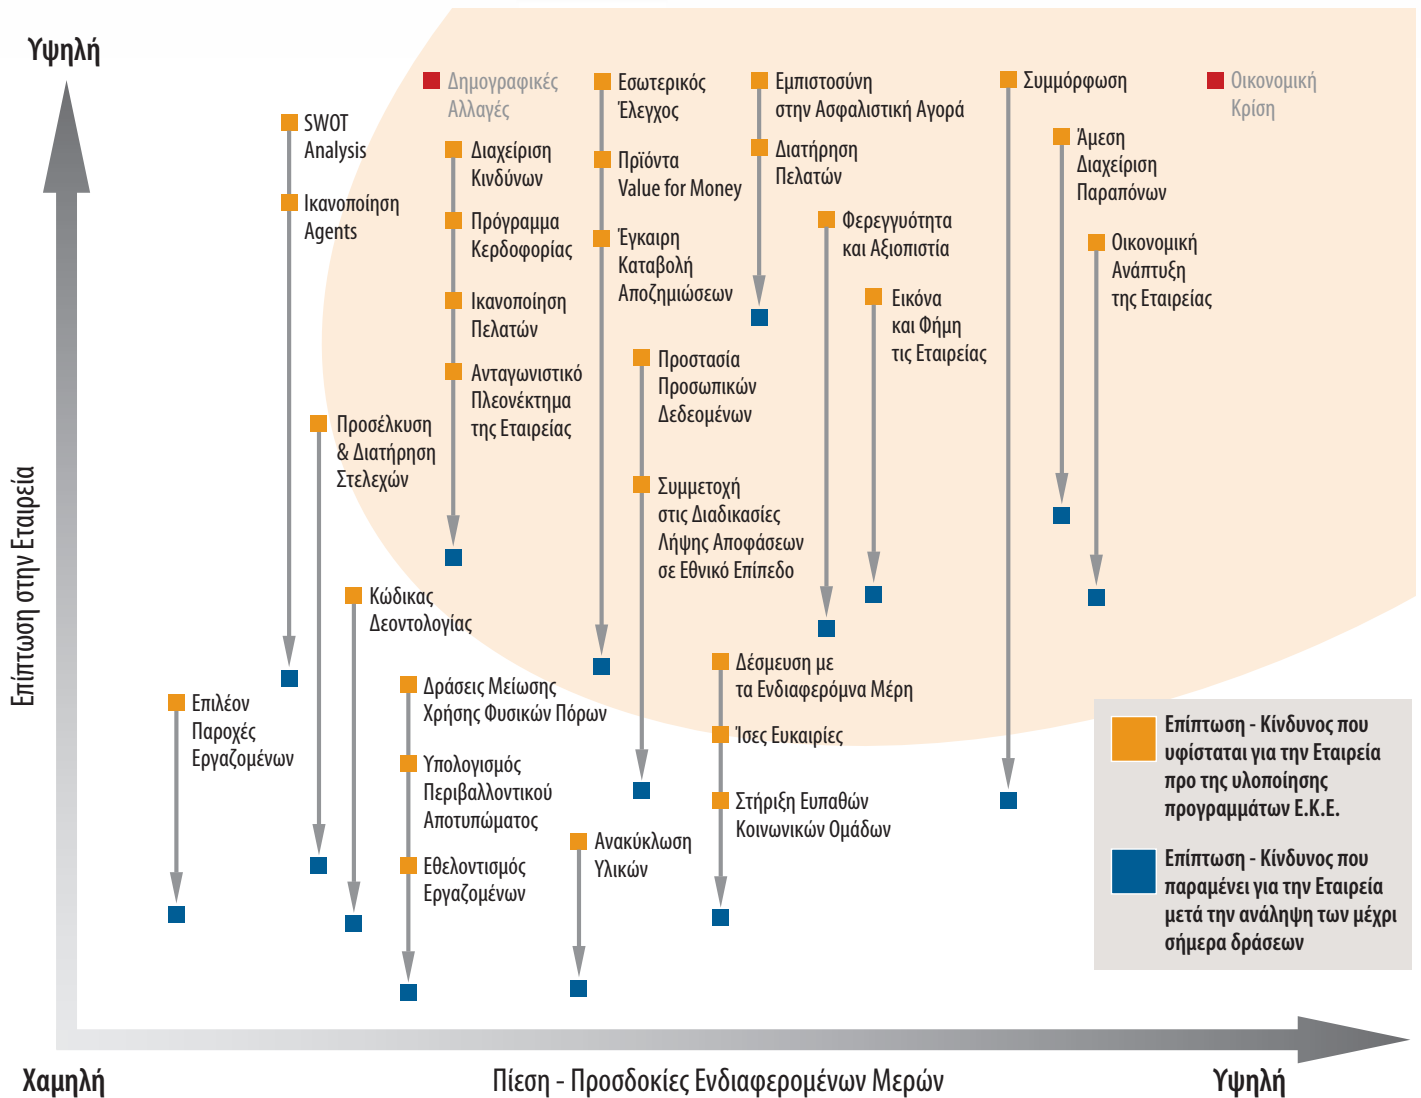 Υψηλή
Επίπτωση στην Εταιρεία
SWOT
Analysis
Ικανοποίηση
Agents
Προσέλκυση
& Διατήρηση
Στελεχών
Κώδικας
Δεοντολογίας
Επιλέον
Παροχές
Εργαζομένων
Δημογραφικές
Αλλαγές
Διαχείριση
Κινδύνων
Πρόγραμμα
Κερδοφορίας
Ικανοποίηση
Πελατών
Ανταγωνιστικό
Πλεονέκτημα
της Εταιρείας
Δράσεις Μείωσης
Χρήσης Φυσικών Πόρων
Υπολογισμός
Περιβαλλοντικού
Αποτυπώματος
Εθελοντισμός
Εργαζομένων
Εσωτερικός
Έλεγχος
Πρϊόντα
Value for Money
Έγκαιρη
Καταβολή
Αποζημιώσεων
Προστασία
Προσωπικών
Δεδεομένων
Συμμετοχή
στις Διαδικασίες
Λήψης Αποφάσεων
σε Εθνικό Επίπεδο
Ανακύκλωση
Υλικών
Εμπιστοσύνη
στην Ασφαλιστική Αγορά
Διατήρηση
Πελατών
Φερεγγυότητα
και Αξιοπιστία
Εικόνα
και Φήμη
τις Εταιρείας
Δέσμευση με
τα Ενδιαφερόμνα Μέρη
Ίσες Ευκαιρίες
Στήριξη Ευπαθών
Κοινωνικών Ομάδων
Συμμόρφωση
Άμεση
Διαχείριση
Παραπόνων
Οικονομική
Ανάπτυξη
της Εταιρείας
Οικονομική
Κρίση
Επίπτωση - Κίνδυνος που
υφίσταται για την Εταιρεία
προ της υλοποίησης
προγραμμάτων Ε.Κ.Ε.
Επίπτωση - Κίνδυνος που
παραμένει για την Εταιρεία
μετά την ανάληψη των μέχρι
σήμερα δράσεων
Χαμηλή
Πίεση - Προσδοκίες Ενδιαφερομένων Μερών
Υψηλή